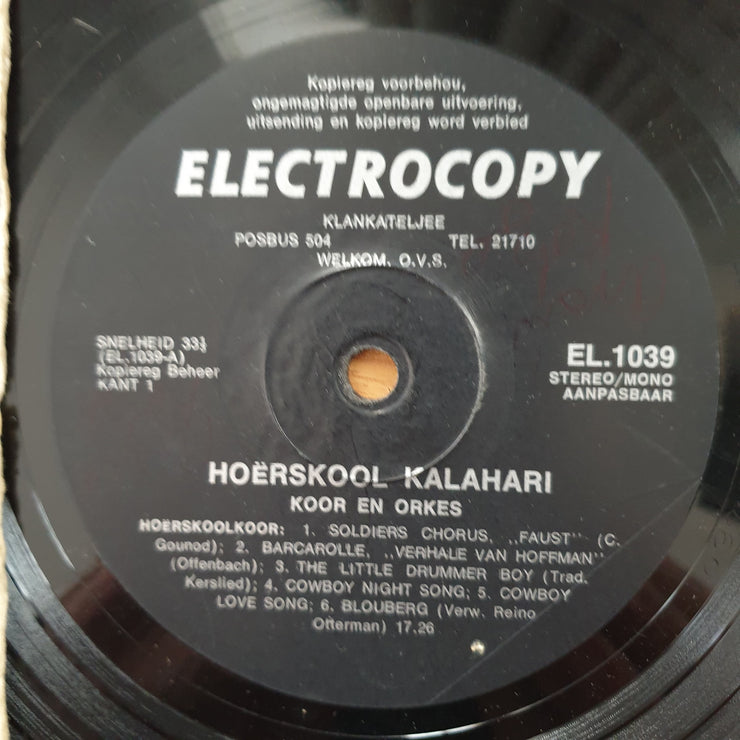 Kopiereg voorbehou,
ongemagtigde openbare uitvoering,
uitsending en kopiereg word verbied
ELECTROCOPY
KLANKATELJEE
POSBUS 504 TEL. 21710
WELKOM. O.V.S.
SNELHEID 33⅓
(EL.1039-A)
Kopiereg Beheer
KANT 1
EL.1039
STEREO/MONO
AANPASBAAR
HOËRSKOOL KALAHARI
KOOR EN ORKES
HOËRSKOOLKOOR: 1. SOLDIERS CHORUS, ,,FAUST'' (C.
Gounod); 2. BARCAROLLE, ,,VERHALE VAN HOFFMAN''
(Offenbach); 3. THE LITTLE DRUMMER BOY (Trad.
Kerslied); 4. COWBOY NIGHT SONG; 5. COWBOY
LOVE SONG; 6. BLOUBERG (Verw. Reino
Otterman) 17.26